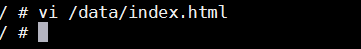 / # vi /data/index.html
/ #